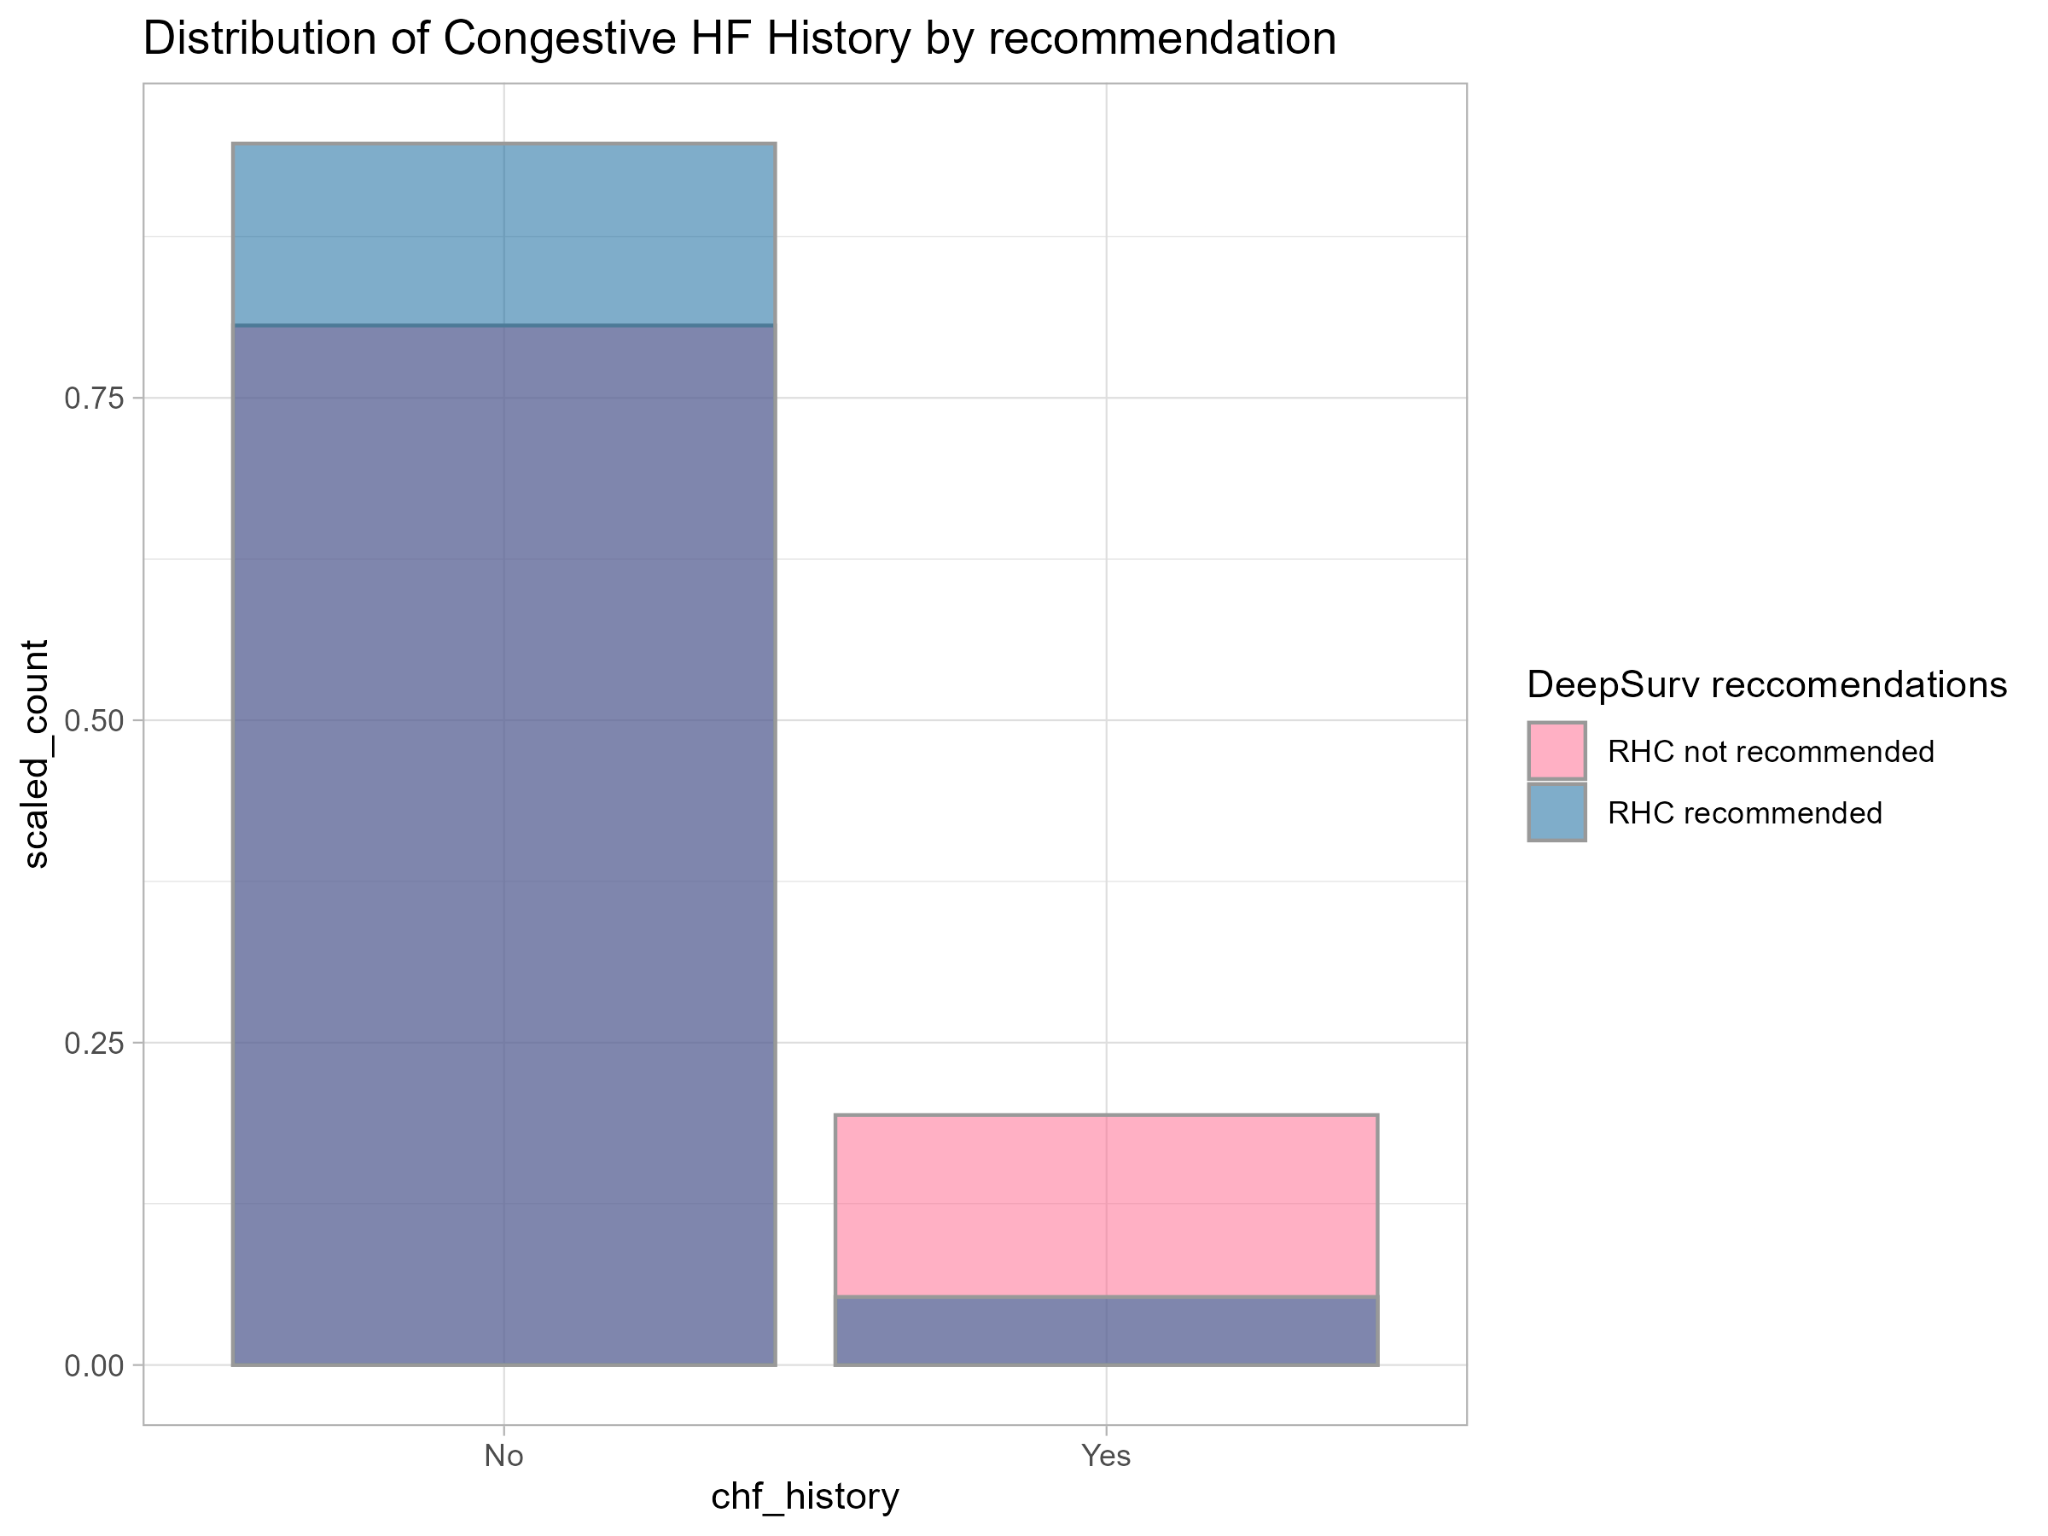 Distribution of Congestive HF History by recommendation
scaled_count
0.75
0.50
0.25
0.00
No
Yes
chf_history
DeepSurv reccomendations
RHC not recommended
RHC recommended